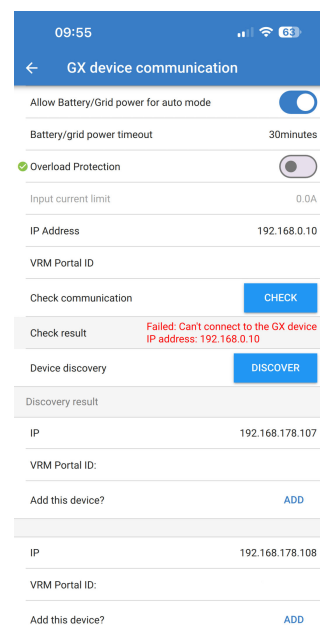 09:55
63
GX device communication
Allow Battery/Grid power for auto mode
Battery/grid power timeout 30minutes
Overload Protection
Input current limit 0.0A
IP Address 192.168.0.10
VRM Portal ID
Check communication CHECK
Check result Failed: Can't connect to the GX device
IP address: 192.168.0.10
Device discovery DISCOVER
Discovery result
IP 192.168.178.107
VRM Portal ID:
Add this device? ADD
IP 192.168.178.108
VRM Portal ID:
Add this device? ADD